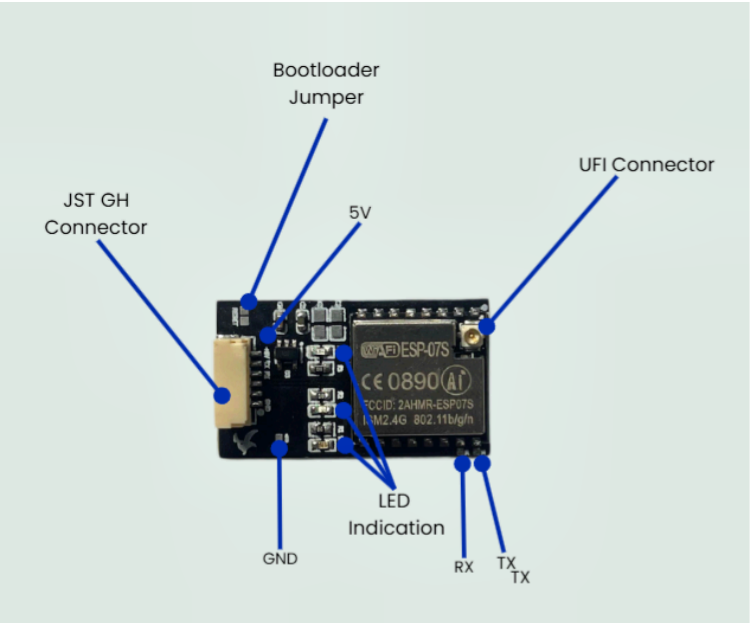 Bootloader
Jumper
UFI Connector
JST GH
Connector
5V
WiFi ESP-07S
CE 0890 Ai
FCCID: 2AHMR-ESP07S
ISM2.4G 802.11b/g/n
LED
Indication
GND
RX
TX
TX